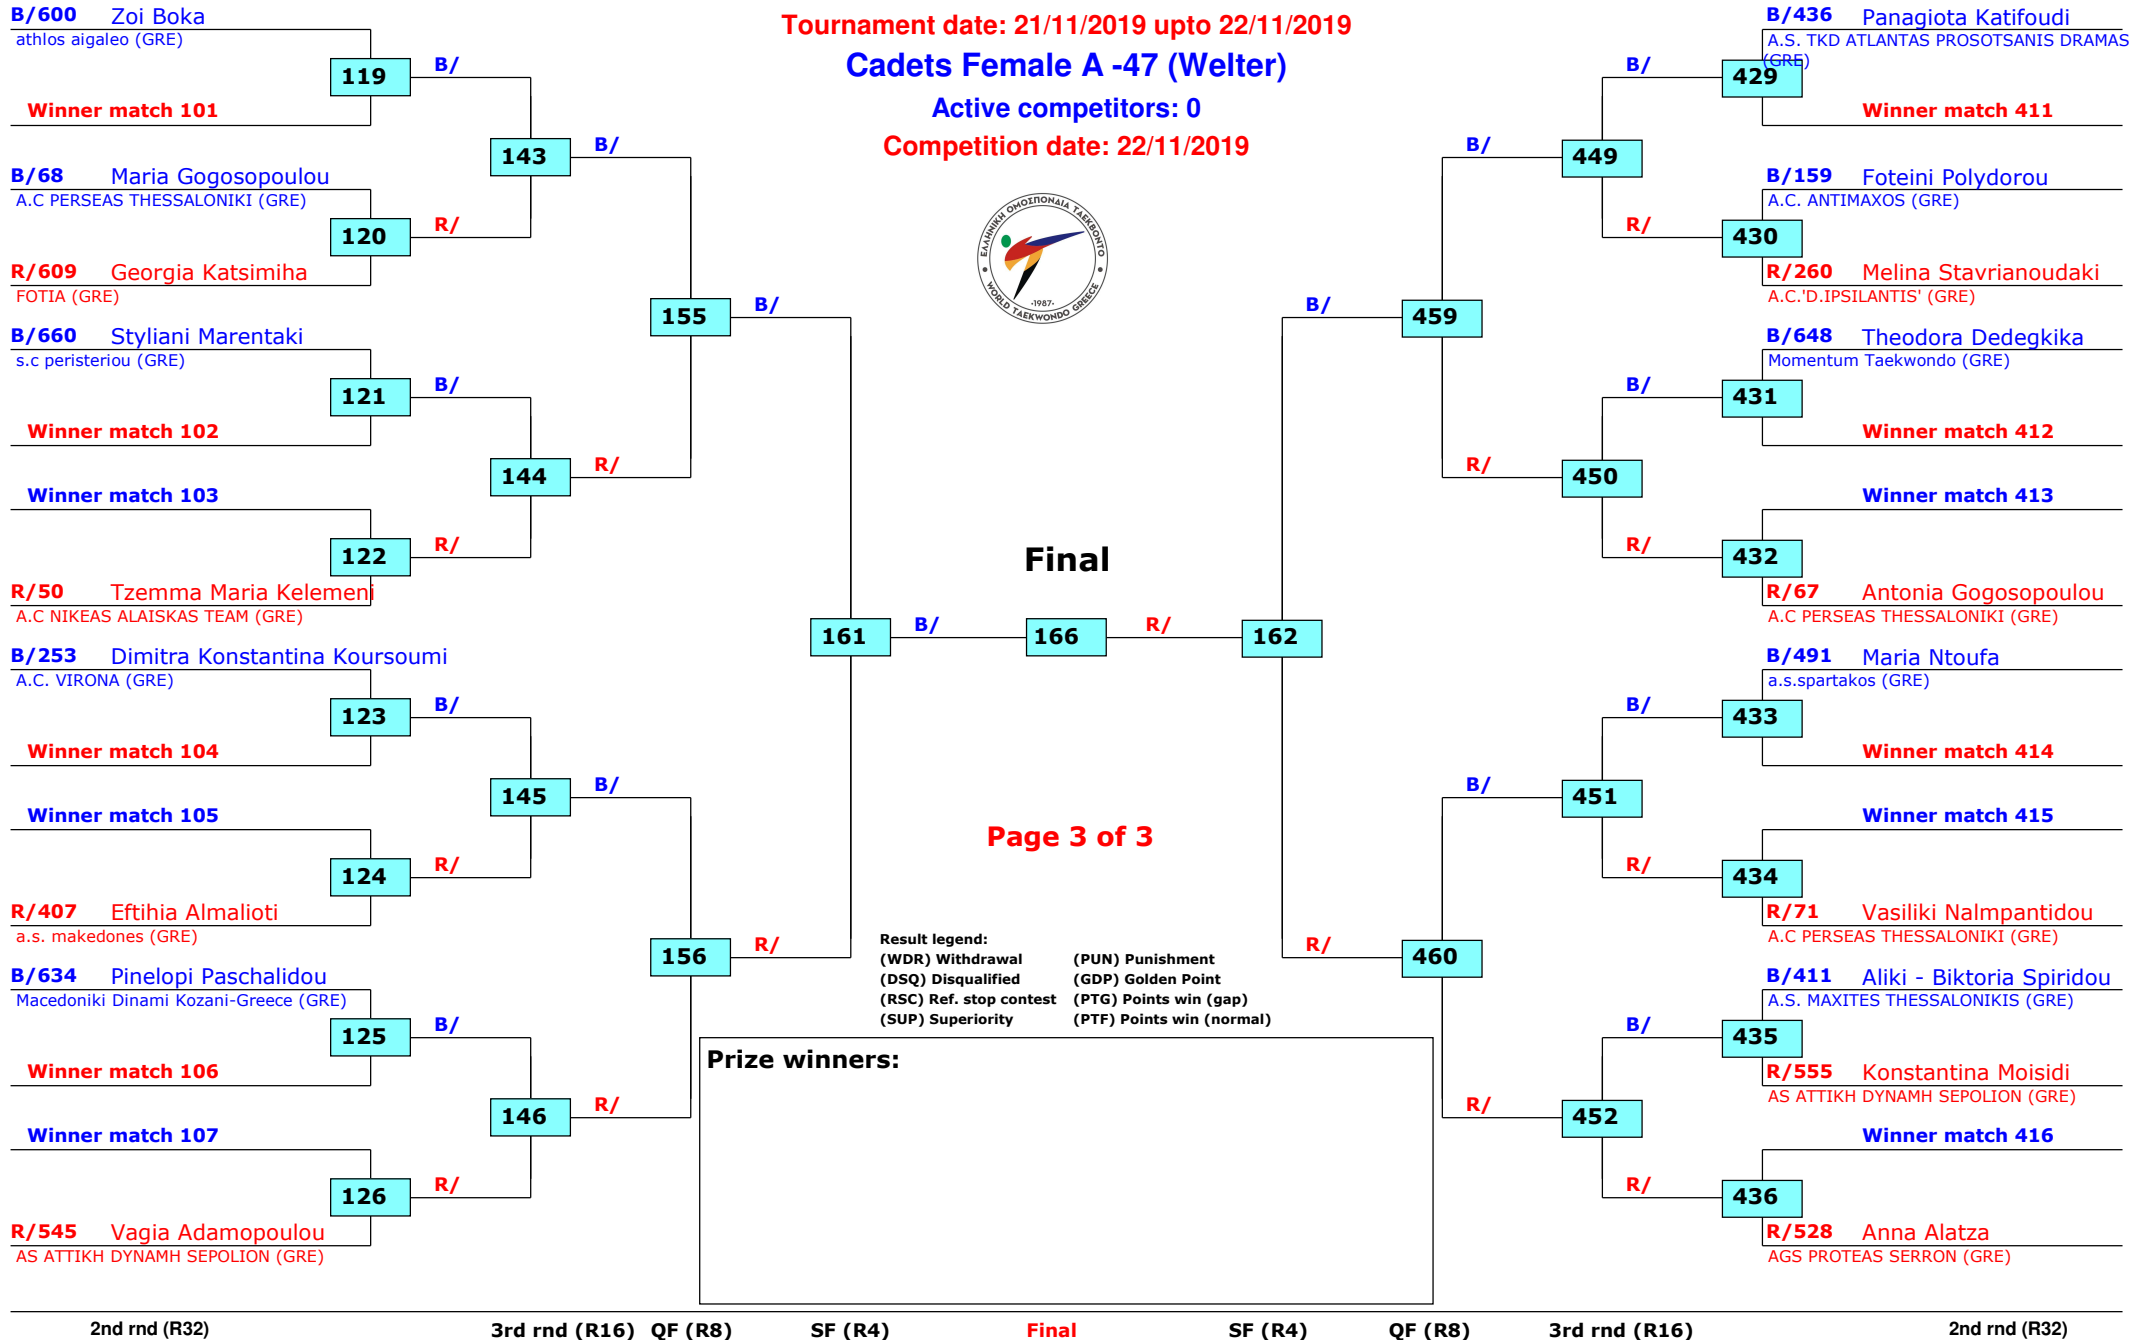 Tournament date: 21/11/2019 upto 22/11/2019
Cadets Female A -47 (Welter)
Active competitors: 0
Competition date: 22/11/2019
ΕΛΛΗΝΙΚΗ ΟΜΟΣΠΟΝΔΙΑ ΤΑΕΚΒΟΝΤΟ
·1987·
WORLD TAEKWONDO GREECE
B/600 Zoi Boka
athlos aigaleo (GRE)
119
B/
Winner match 101
143
B/
B/68 Maria Gogosopoulou
A.C PERSEAS THESSALONIKI (GRE)
120
R/
R/609 Georgia Katsimiha
FOTIA (GRE)
155
B/
B/660 Styliani Marentaki
s.c peristeriou (GRE)
121
B/
Winner match 102
144
R/
Winner match 103
122
R/
R/50 Tzemma Maria Kelemeni
A.C NIKEAS ALAISKAS TEAM (GRE)
161
B/
B/253 Dimitra Konstantina Koursoumi
A.C. VIRONA (GRE)
123
B/
Winner match 104
145
B/
Winner match 105
124
R/
R/407 Eftihia Almalioti
a.s. makedones (GRE)
156
R/
B/634 Pinelopi Paschalidou
Macedoniki Dinami Kozani-Greece (GRE)
125
B/
Winner match 106
146
R/
Winner match 107
126
R/
R/545 Vagia Adamopoulou
AS ATTIKH DYNAMH SEPOLION (GRE)
Final
166
R/
162
Page 3 of 3
Result legend:
(WDR) Withdrawal (PUN) Punishment
(DSQ) Disqualified (GDP) Golden Point
(RSC) Ref. stop contest (PTG) Points win (gap)
(SUP) Superiority (PTF) Points win (normal)
Prize winners:
B/436 Panagiota Katifoudi
A.S. TKD ATLANTAS PROSOTSANIS DRAMAS
(GRE)
B/
429
Winner match 411
B/
449
B/159 Foteini Polydorou
A.C. ANTIMAXOS (GRE)
R/
430
R/260 Melina Stavrianoudaki
A.C.'D.IPSILANTIS' (GRE)
B/
459
B/648 Theodora Dedegkika
Momentum Taekwondo (GRE)
B/
431
Winner match 412
R/
450
Winner match 413
R/
432
R/67 Antonia Gogosopoulou
A.C PERSEAS THESSALONIKI (GRE)
B/491 Maria Ntoufa
a.s.spartakos (GRE)
B/
433
Winner match 414
B/
451
Winner match 415
R/
434
R/71 Vasiliki Nalmpantidou
A.C PERSEAS THESSALONIKI (GRE)
R/
460
B/411 Aliki - Biktoria Spiridou
A.S. MAXITES THESSALONIKIS (GRE)
B/
435
R/555 Konstantina Moisidi
AS ATTIKH DYNAMH SEPOLION (GRE)
R/
452
Winner match 416
R/
436
R/528 Anna Alatza
AGS PROTEAS SERRON (GRE)
2nd rnd (R32) 3rd rnd (R16) QF (R8) SF (R4) Final SF (R4) QF (R8) 3rd rnd (R16) 2nd rnd (R32)